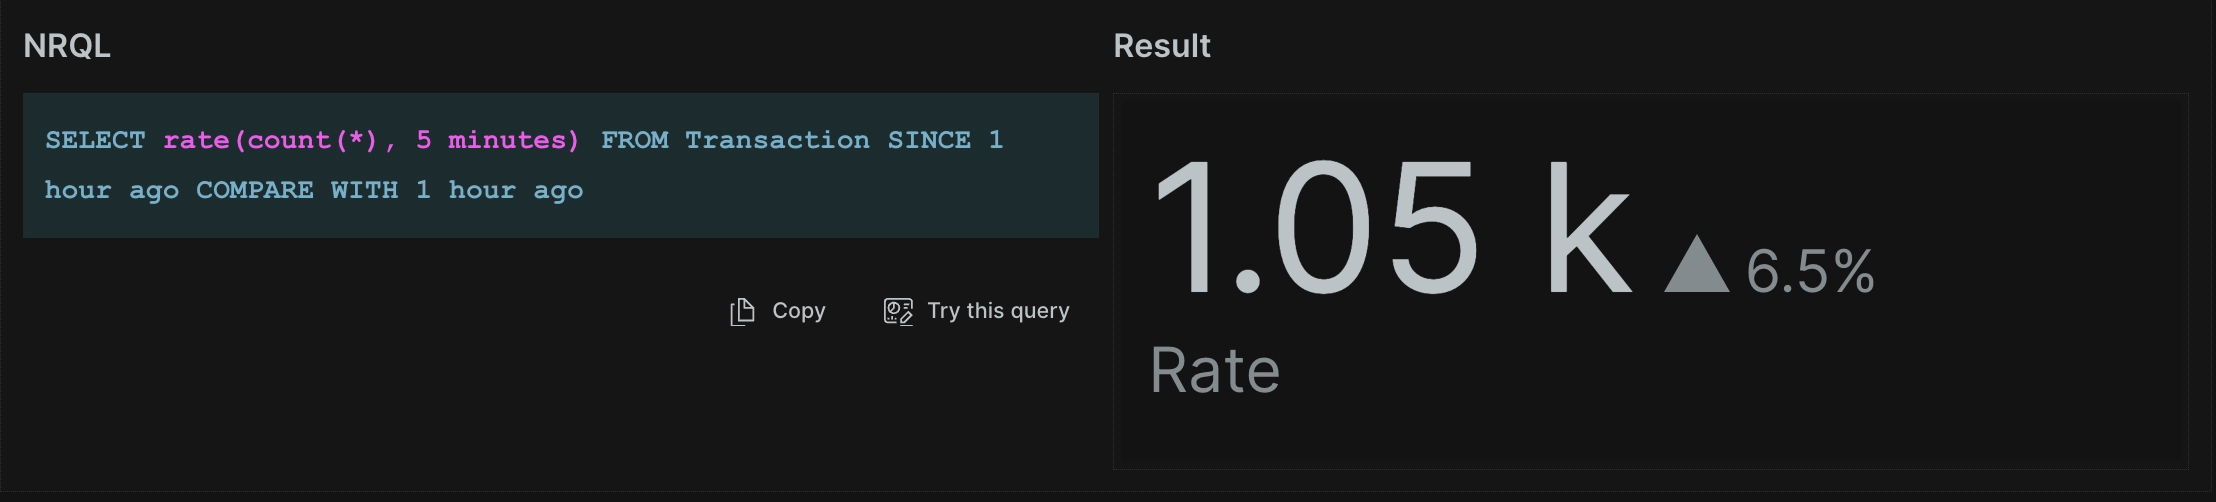 NRQL
SELECT rate(count(*), 5 minutes) FROM Transaction SINCE 1
hour ago COMPARE WITH 1 hour ago
Copy
Try this query
Result
1.05 k ▲ 6.5%
Rate